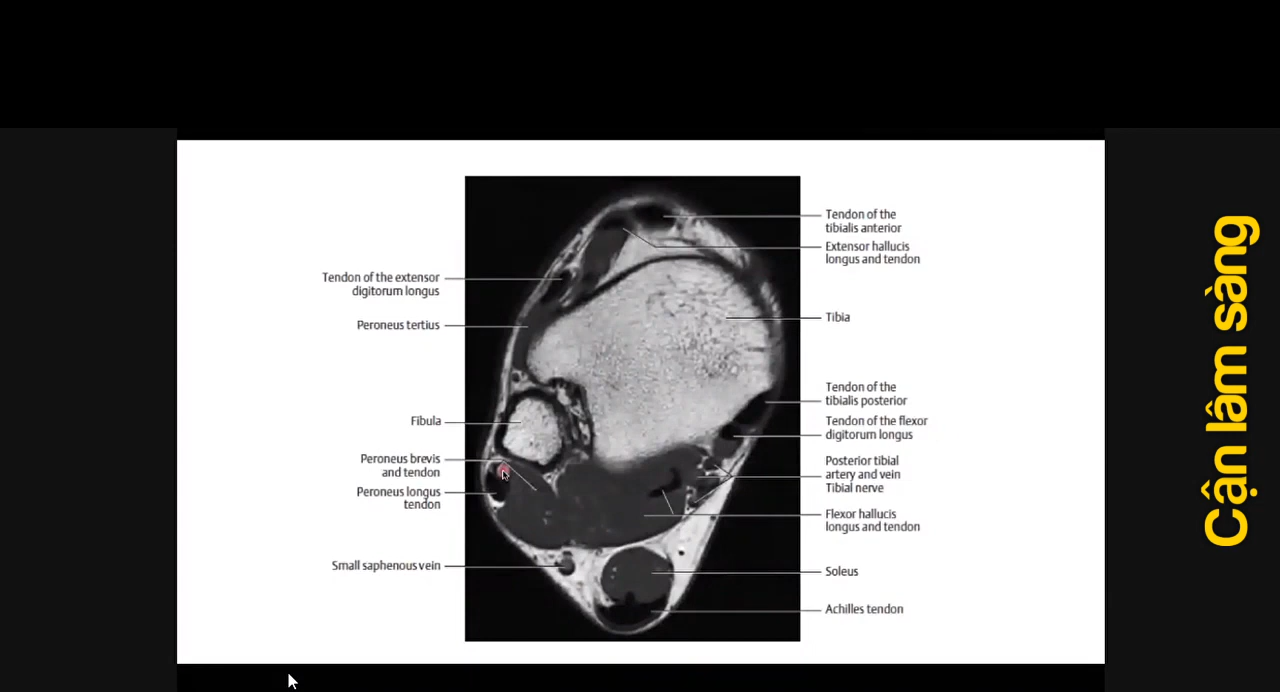 Tendon of the extensor
digitorum longus
Peroneus tertius
Fibula
Peroneus brevis
and tendon
Peroneus longus
tendon
Small saphenous vein
Tendon of the
tibialis anterior
Extensor hallucis
longus and tendon
Tibia
Tendon of the
tibialis posterior
Tendon of the flexor
digitorum longus
Posterior tibial
artery and vein
Tibial nerve
Flexor hallucis
longus and tendon
Soleus
Achilles tendon
Cận lâm sàng